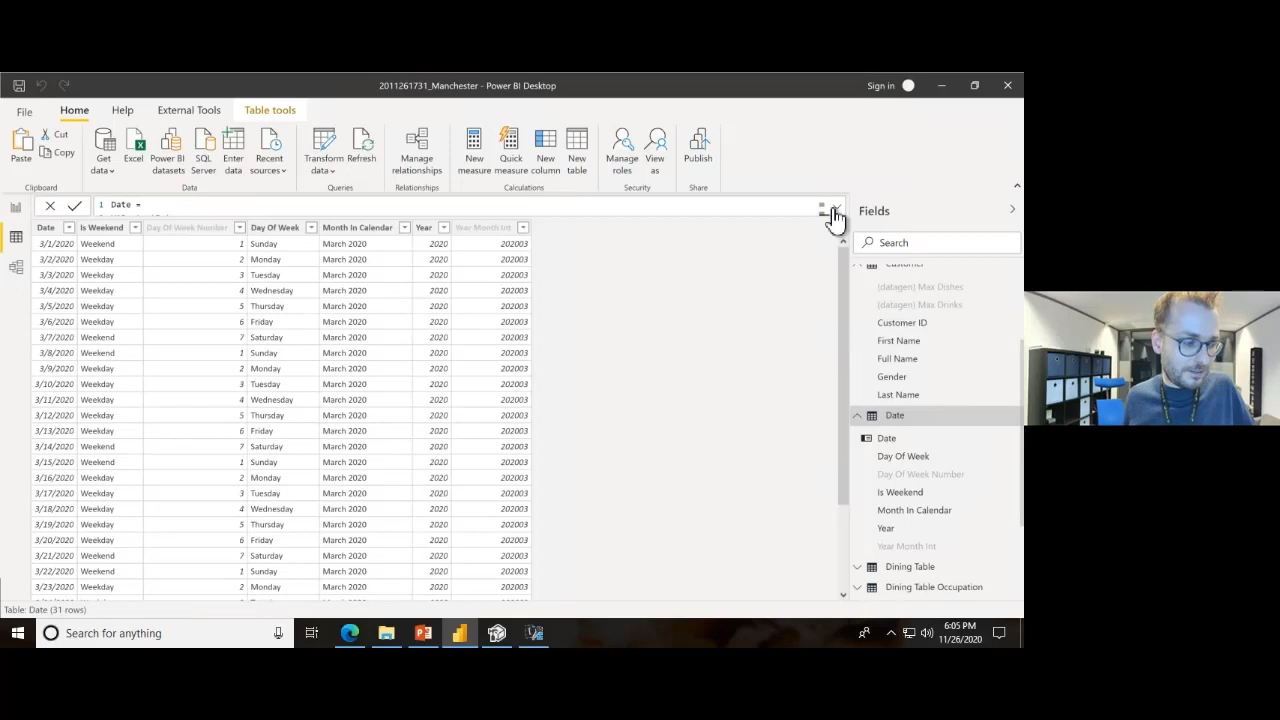 2011261731_Manchester - Power BI Desktop
Sign in
File
Home
Help
External Tools
Table tools
Paste
Cut
Copy
Get data
Excel
Power BI datasets
SQL Server
Enter data
Recent sources
Transform data
Refresh
Manage relationships
New measure
Quick measure
New column
New table
Manage roles
View as
Publish
Clipboard
Data
Queries
Relationships
Calculations
Security
Share
1 Date =
Date Is Weekend Day Of Week Number Day Of Week Month In Calendar Year Year Month Int
3/1/2020 Weekend 1 Sunday March 2020 2020 202003
3/2/2020 Weekday 2 Monday March 2020 2020 202003
3/3/2020 Weekday 3 Tuesday March 2020 2020 202003
3/4/2020 Weekday 4 Wednesday March 2020 2020 202003
3/5/2020 Weekday 5 Thursday March 2020 2020 202003
3/6/2020 Weekday 6 Friday March 2020 2020 202003
3/7/2020 Weekend 7 Saturday March 2020 2020 202003
3/8/2020 Weekend 1 Sunday March 2020 2020 202003
3/9/2020 Weekday 2 Monday March 2020 2020 202003
3/10/2020 Weekday 3 Tuesday March 2020 2020 202003
3/11/2020 Weekday 4 Wednesday March 2020 2020 202003
3/12/2020 Weekday 5 Thursday March 2020 2020 202003
3/13/2020 Weekday 6 Friday March 2020 2020 202003
3/14/2020 Weekend 7 Saturday March 2020 2020 202003
3/15/2020 Weekend 1 Sunday March 2020 2020 202003
3/16/2020 Weekday 2 Monday March 2020 2020 202003
3/17/2020 Weekday 3 Tuesday March 2020 2020 202003
3/18/2020 Weekday 4 Wednesday March 2020 2020 202003
3/19/2020 Weekday 5 Thursday March 2020 2020 202003
3/20/2020 Weekday 6 Friday March 2020 2020 202003
3/21/2020 Weekend 7 Saturday March 2020 2020 202003
3/22/2020 Weekend 1 Sunday March 2020 2020 202003
3/23/2020 Weekday 2 Monday March 2020 2020 202003
Fields
Search
Customer
(datagen) Max Dishes
(datagen) Max Drinks
Customer ID
First Name
Full Name
Gender
Last Name
Date
Date
Day Of Week
Day Of Week Number
Is Weekend
Month In Calendar
Year
Year Month Int
Dining Table
Dining Table Occupation
Table: Date (31 rows)
Search for anything
6:05 PM
11/26/2020